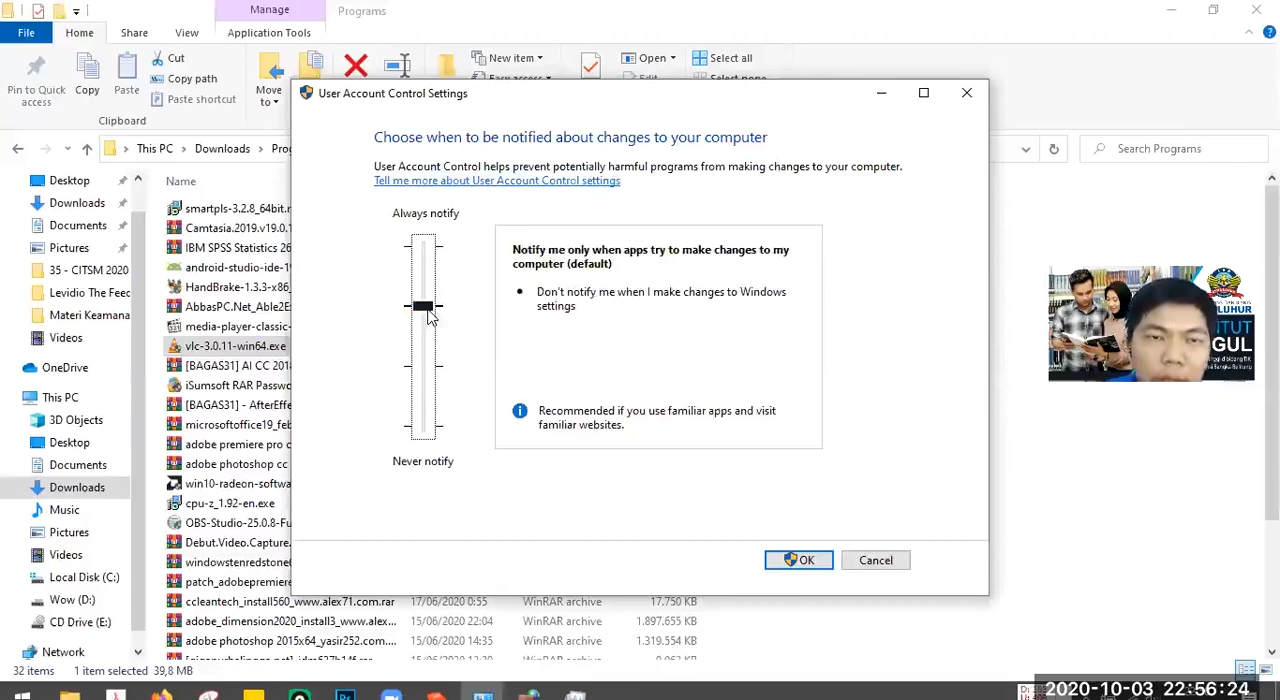 Manage
Programs
File
Home
Share
View
Application Tools
Pin to Quick
access
Copy
Paste
Cut
Copy path
Paste shortcut
Clipboard
Move
to
New item
Easy access
Open
Edit
Select all
Select none
This PC
Downloads
Search Programs
User Account Control Settings
Choose when to be notified about changes to your computer
User Account Control helps prevent potentially harmful programs from making changes to your computer.
Tell me more about User Account Control settings
Always notify
Notify me only when apps try to make changes to my
computer (default)
Don't notify me when I make changes to Windows
settings
Recommended if you use familiar apps and visit
familiar websites.
Never notify
OK
Cancel
Desktop
Downloads
Documents
Pictures
35 - CITSM 2020
Levidio The Fee
Materi Keamana
Videos
OneDrive
This PC
3D Objects
Desktop
Documents
Downloads
Music
Pictures
Videos
Local Disk (C:)
Wow (D:)
CD Drive (E:)
Network
Name
smartpls-3.2.8_64bit.r
Camtasia.2019.v19.0.
IBM SPSS Statistics 26
android-studio-ide-19
HandBrake-1.3.3-x86_
AbbasPC.Net_Able2E
media-player-classic-
vlc-3.0.11-win64.exe
[BAGAS31] AI CC 2018
iSumsoft RAR Passwo
[BAGAS31] - AfterEffe
microsoftoffice19_feb
adobe premiere pro c
adobe photoshop cc
win10-radeon-softwa
cpu-z_1.92-en.exe
OBS-Studio-25.0.8-Fu
Debut.Video.Capture.
windowstenredstone
patch_adobepremiere
ccleantech_install560_www.alex71.com.rar 17/06/2020 0:55 WinRAR archive 17.750 KB
adobe_dimension2020_install3_www.alex... 15/06/2020 22:04 WinRAR archive 1.897.655 KB
adobe photoshop 2015x64_yasir252.com.... 15/06/2020 14:35 WinRAR archive 1.319.554 KB
32 items
1 item selected 39,8 MB
LUHUR
TUT
GUL
2020-10-03 22:56:24